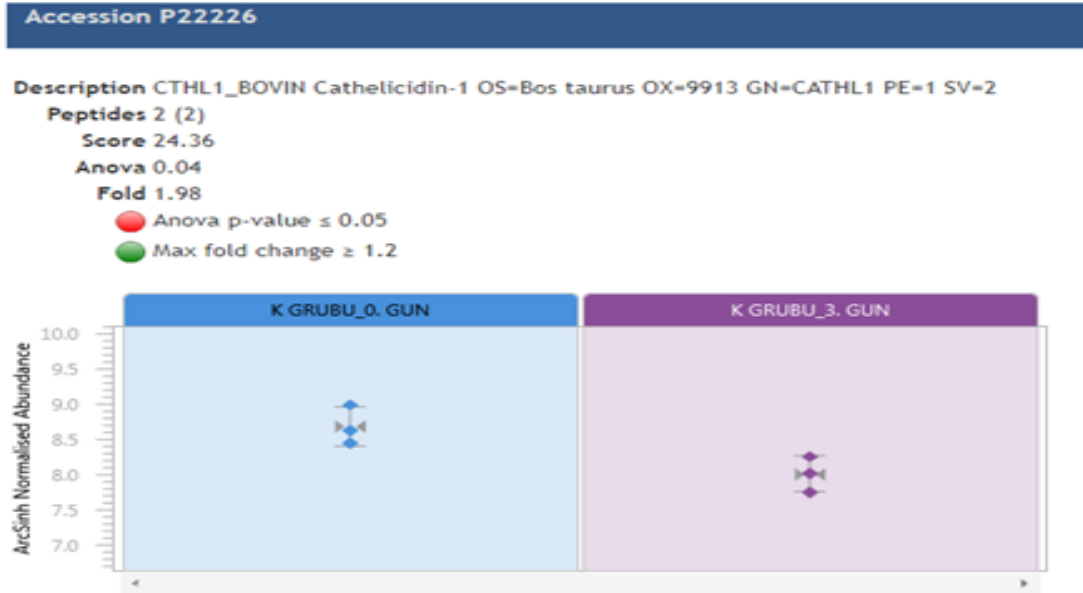 Accession P22226
Description CTHL1_BOVIN Cathelicidin-1 OS=Bos taurus OX=9913 GN=CATHL1 PE=1 SV=2
Peptides 2 (2)
Score 24.36
Anova 0.04
Fold 1.98
Anova p-value ≤ 0.05
Max fold change ≥ 1.2
K GRUBU_0. GUN
K GRUBU_3. GUN
ArcSinh Normalised Abundance
10.0
9.5
9.0
8.5
8.0
7.5
7.0